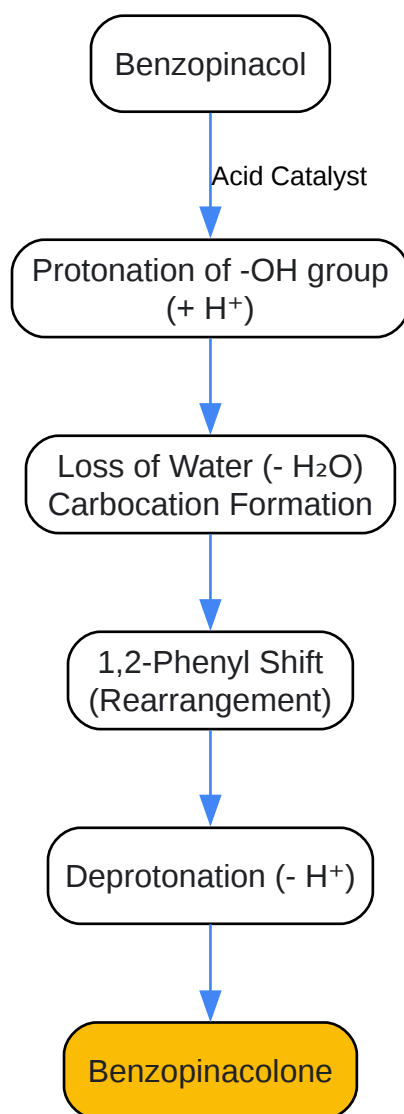 Benzopinacol
Acid Catalyst
Protonation of -OH group
(+ H⁺)
Loss of Water (- H₂O)
Carbocation Formation
1,2-Phenyl Shift
(Rearrangement)
Deprotonation (- H⁺)
Benzopinacolone